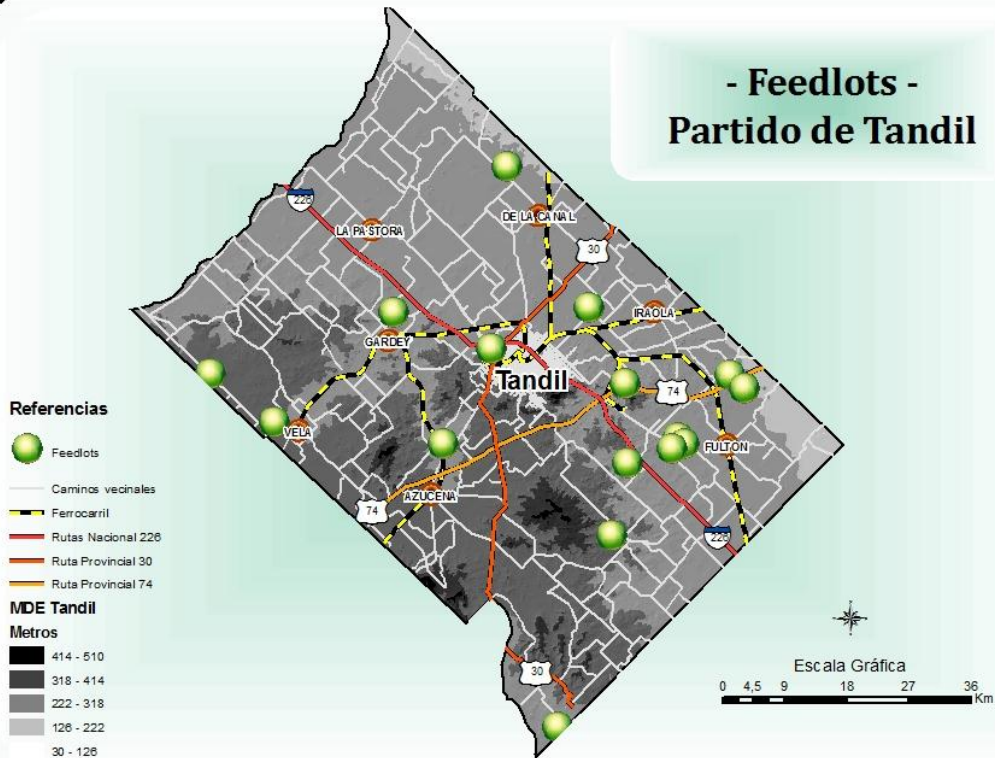 - Feedlots -
Partido de Tandil
226
LA PASTORA
DE LA CANAL
30
IRAOLA
GARDEY
Tandil
74
VELA
FULTON
AZUCENA
74
226
30
Referencias
Feedlots
Caminos vecinales
Ferrocarril
Rutas Nacional 226
Ruta Provincial 30
Ruta Provincial 74
MDE Tandil
Metros
414 - 510
318 - 414
222 - 318
126 - 222
30 - 126
Escala Gráfica
0 4,5 9 18 27 36
Km